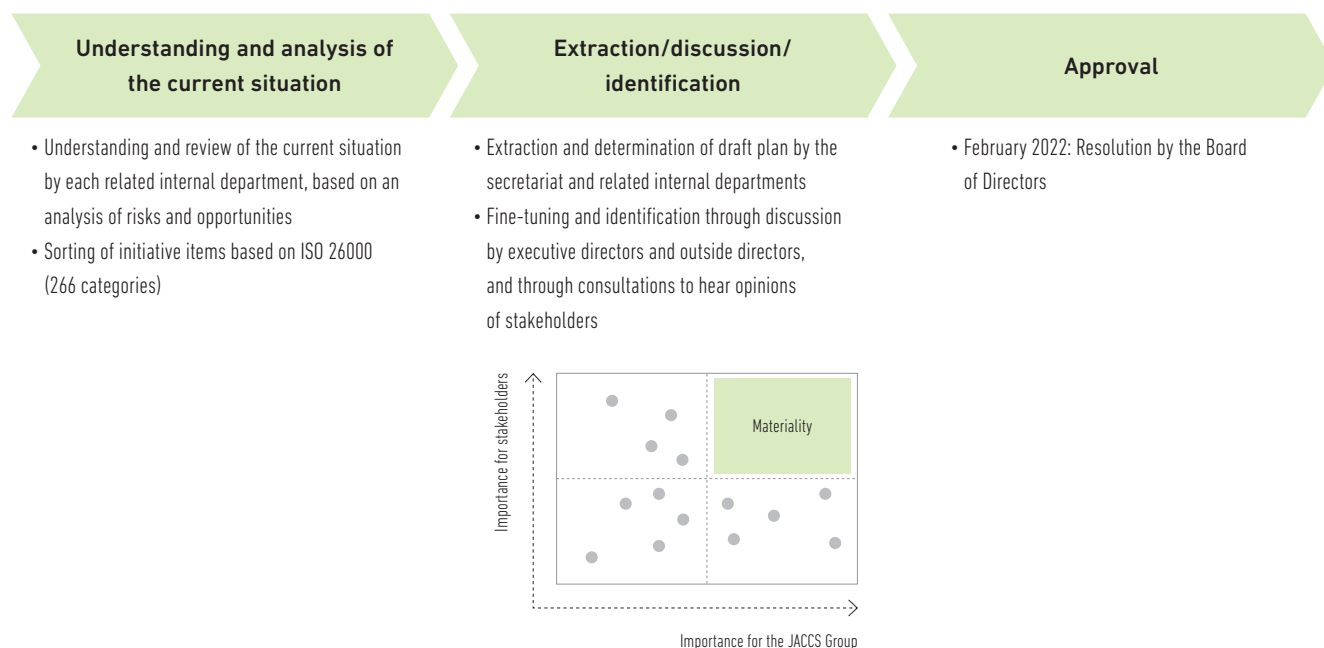 Understanding and analysis of
the current situation
• Understanding and review of the current situation
by each related internal department, based on an
analysis of risks and opportunities
• Sorting of initiative items based on ISO 26000
(266 categories)
Extraction/discussion/
identification
• Extraction and determination of draft plan by the
secretariat and related internal departments
• Fine-tuning and identification through discussion
by executive directors and outside directors,
and through consultations to hear opinions
of stakeholders
Importance for stakeholders
Materiality
Importance for the JACCS Group
Approval
• February 2022: Resolution by the Board
of Directors